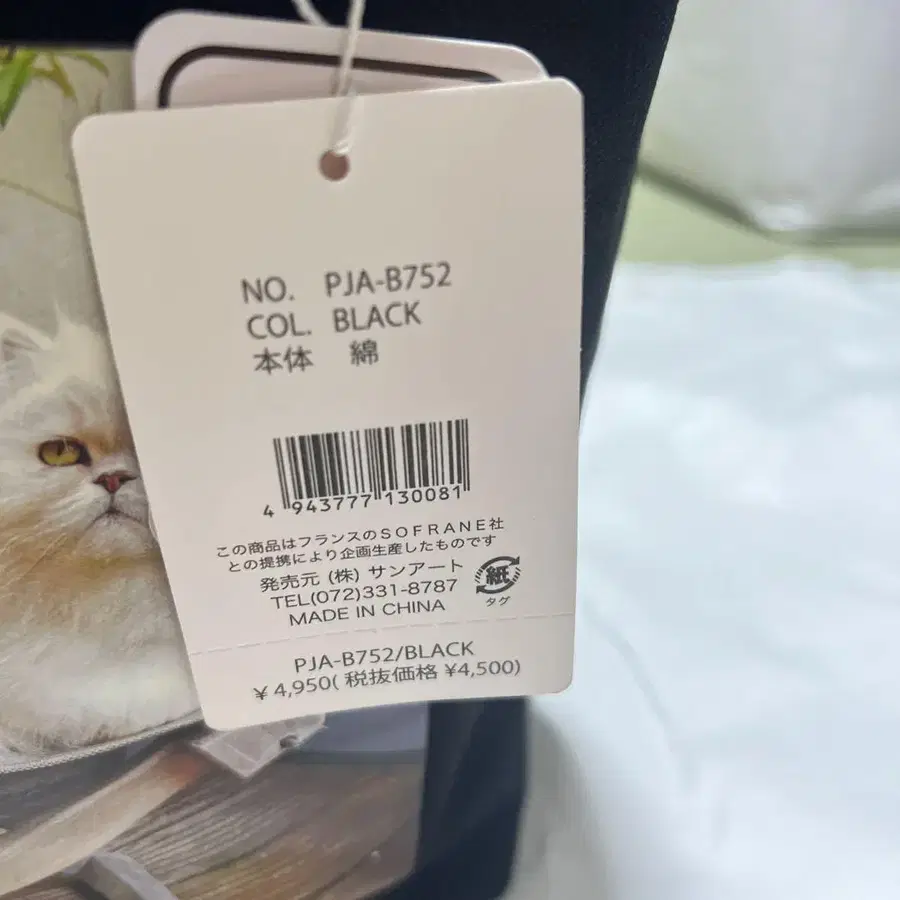 NO. PJA-B752
COL. BLACK
本体 綿
4 943777 130081
この商品はフランスのSOFRANE社
との提携により企画生産したものです
発売元 (株) サンアート
TEL(072)331-8787
MADE IN CHINA
紙
タグ
PJA-B752/BLACK
¥4,950(税抜価格 ¥4,500)